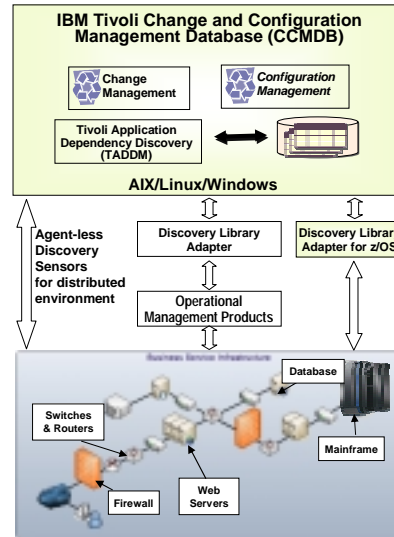 IBM Tivoli Change and Configuration
Management Database (CCMDB)
Change
Management
Configuration
Management
Tivoli Application
Dependency Discovery
(TADDM)
AIX/Linux/Windows
Agent-less
Discovery
Sensors
for distributed
environment
Discovery Library
Adapter
Discovery Library
Adapter for z/OS
Operational
Management Products
Business Service Infrastructure
Database
Switches
& Routers
Mainframe
Firewall
Web
Servers